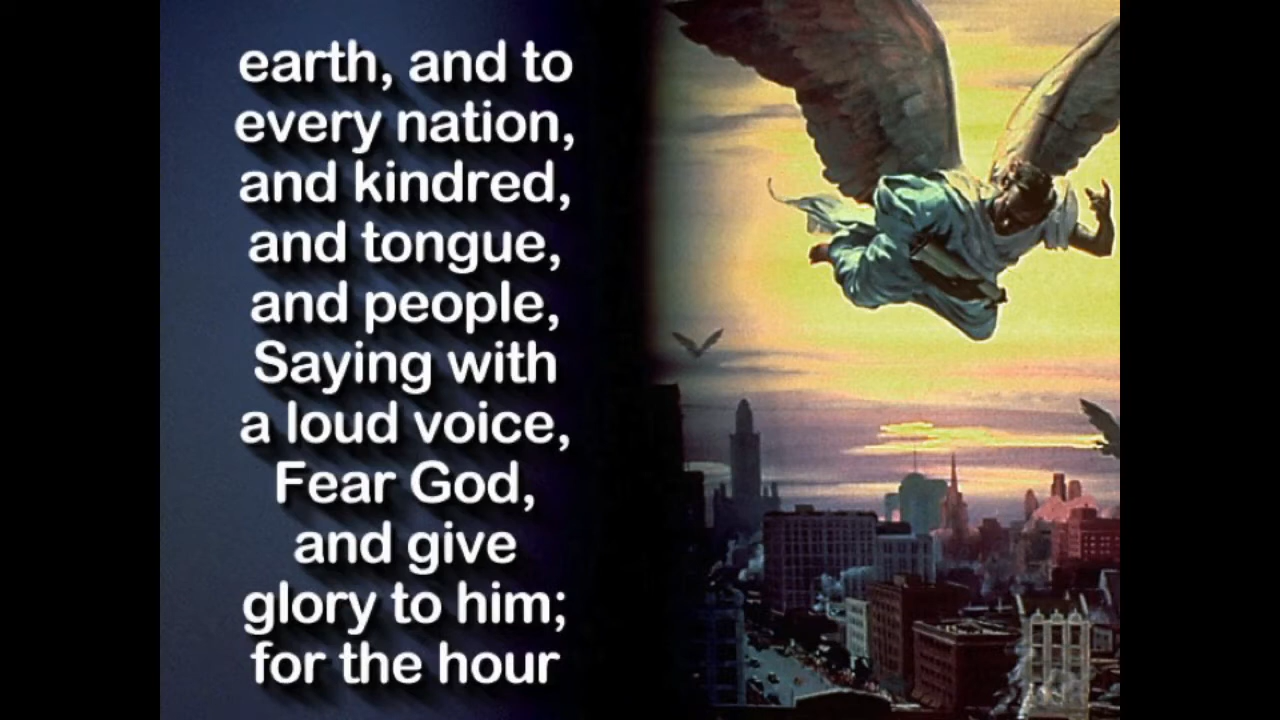 earth, and to
every nation,
and kindred,
and tongue,
and people,
Saying with
a loud voice,
Fear God,
and give
glory to him;
for the hour